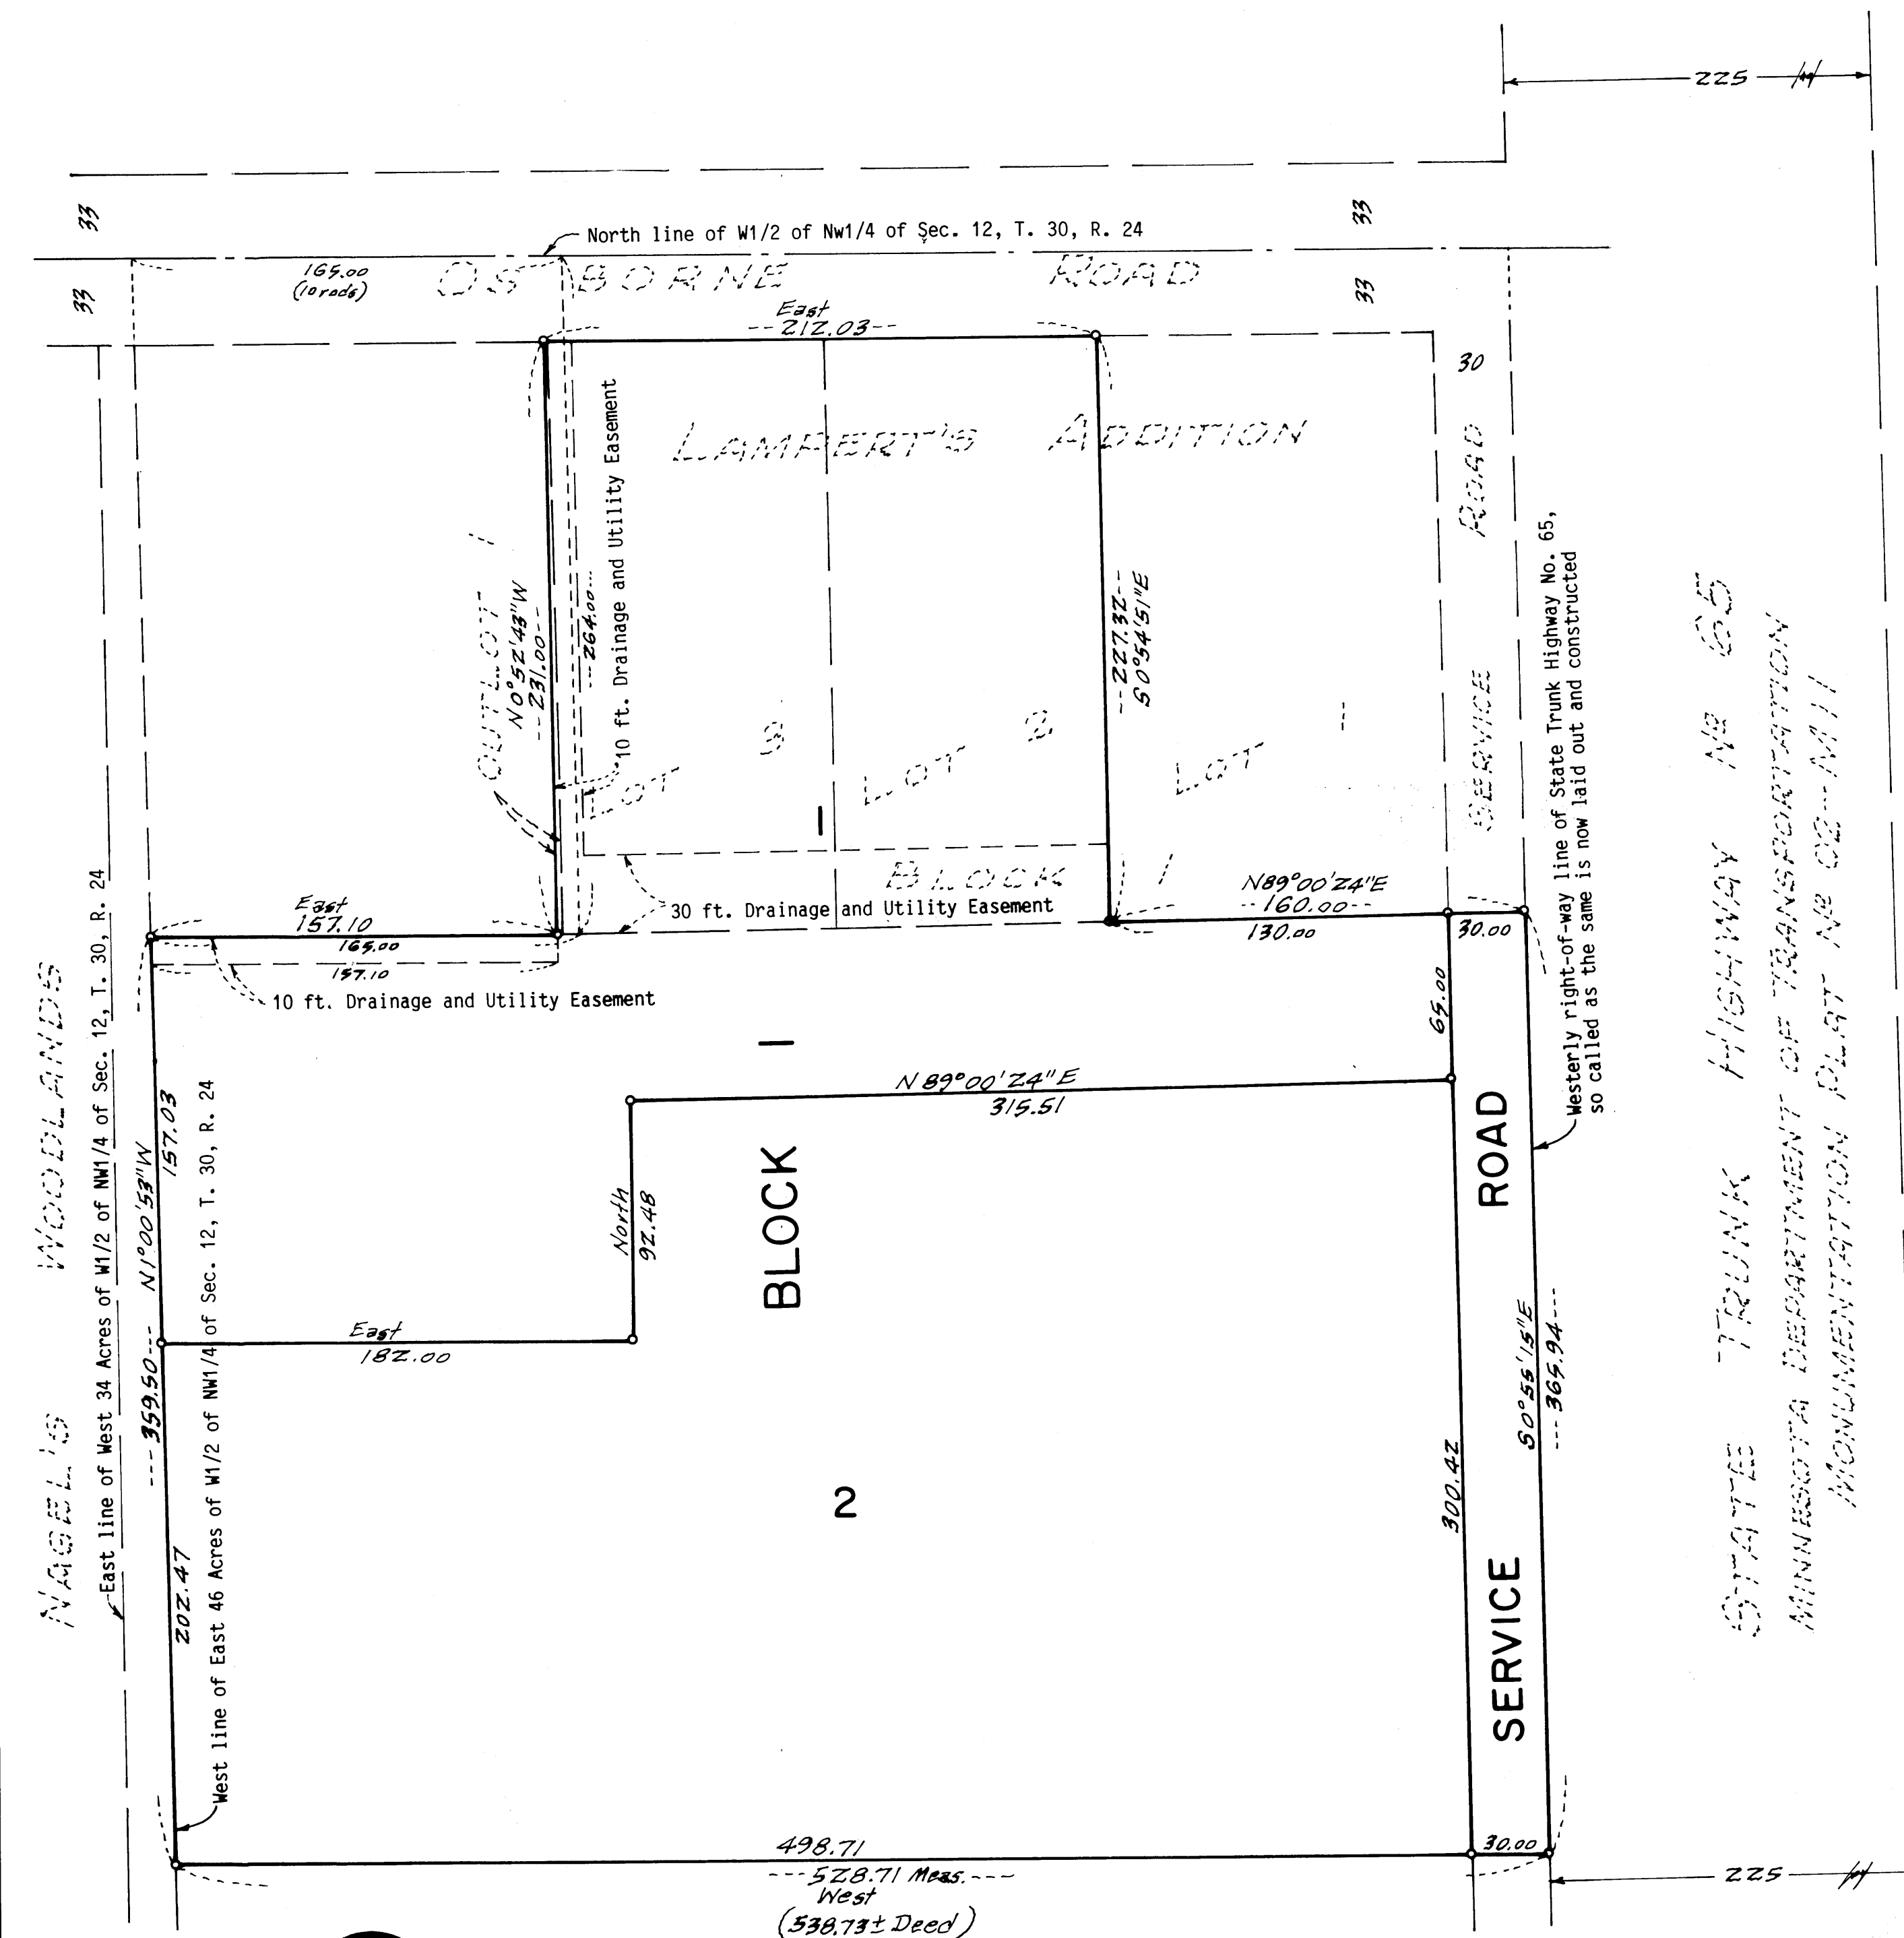 225
33
33
North line of W1/2 of Nw1/4 of Sec. 12, T. 30, R. 24
165.00
(10 rods)
OSBORNE ROAD
33
33
East
--212.03--
30
LAMPERT'S ADDITION
OUTLOT 1
N0°52'43"W
--231.00--
---264.00---
10 ft. Drainage and Utility Easement
--227.32--
S0°54'51"E
LOT 3
LOT 2
LOT 1
1
BLOCK 1
SERVICE ROAD
Westerly right-of-way line of State Trunk Highway No. 65,
so called as the same is now laid out and constructed
STATE TRUNK HIGHWAY Nº 65
MINNESOTA DEPARTMENT OF TRANSPORTATION
MONUMENTATION PLAT Nº 02-M11
East
157.10
165.00
157.10
10 ft. Drainage and Utility Easement
30 ft. Drainage and Utility Easement
N89°00'24"E
--160.00--
130.00
30.00
65.00
NAGEL'S WOODLANDS
East line of West 34 Acres of W1/2 of NW1/4 of Sec. 12, T. 30, R. 24
N1°00'53"W
---359.50---
157.03
202.47
West line of East 46 Acres of W1/2 of NW1/4 of Sec. 12, T. 30, R. 24
1
N89°00'24"E
315.51
North
92.48
BLOCK
East
182.00
2
300.42
SERVICE ROAD
S0°55'15"E
---365.94---
498.71
30.00
---528.71 Meas.---
West
(538.73± Deed)
225